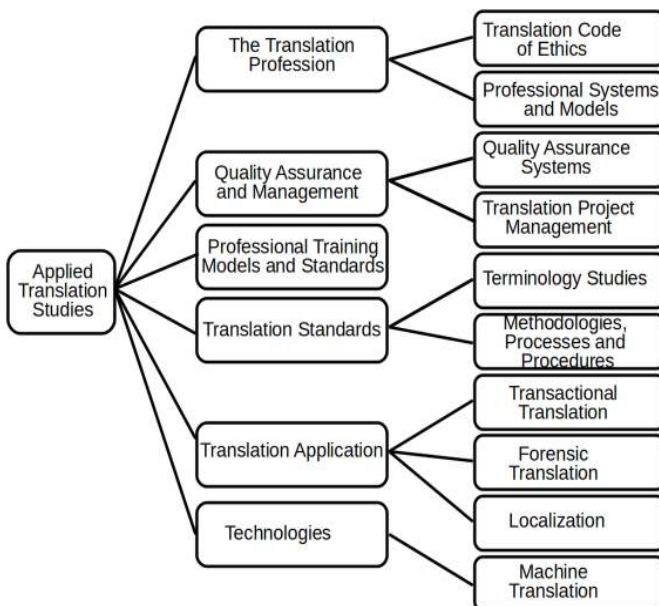 The Translation
Profession
Translation Code
of Ethics
Professional Systems
and Models
Quality Assurance
and Management
Quality Assurance
Systems
Translation Project
Management
Applied
Translation
Studies
Professional Training
Models and Standards
Translation Standards
Terminology Studies
Methodologies,
Processes and
Procedures
Translation Application
Transactional
Translation
Forensic
Translation
Localization
Technologies
Machine
Translation